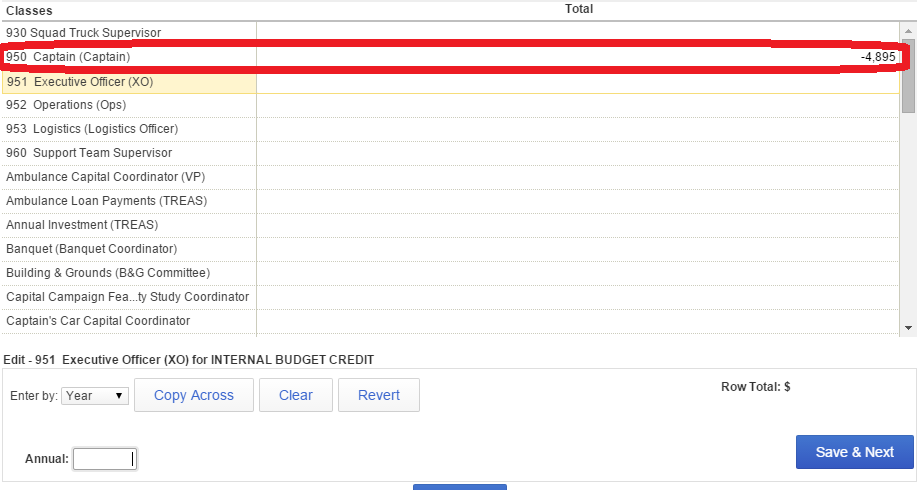 Classes Total
930 Squad Truck Supervisor
950 Captain (Captain) -4,895
951 Executive Officer (XO)
952 Operations (Ops)
953 Logistics (Logistics Officer)
960 Support Team Supervisor
Ambulance Capital Coordinator (VP)
Ambulance Loan Payments (TREAS)
Annual Investment (TREAS)
Banquet (Banquet Coordinator)
Building & Grounds (B&G Committee)
Capital Campaign Fea...ty Study Coordinator
Captain's Car Capital Coordinator
Edit - 951 Executive Officer (XO) for INTERNAL BUDGET CREDIT
Enter by: Year Copy Across Clear Revert Row Total: $
Annual: Save & Next